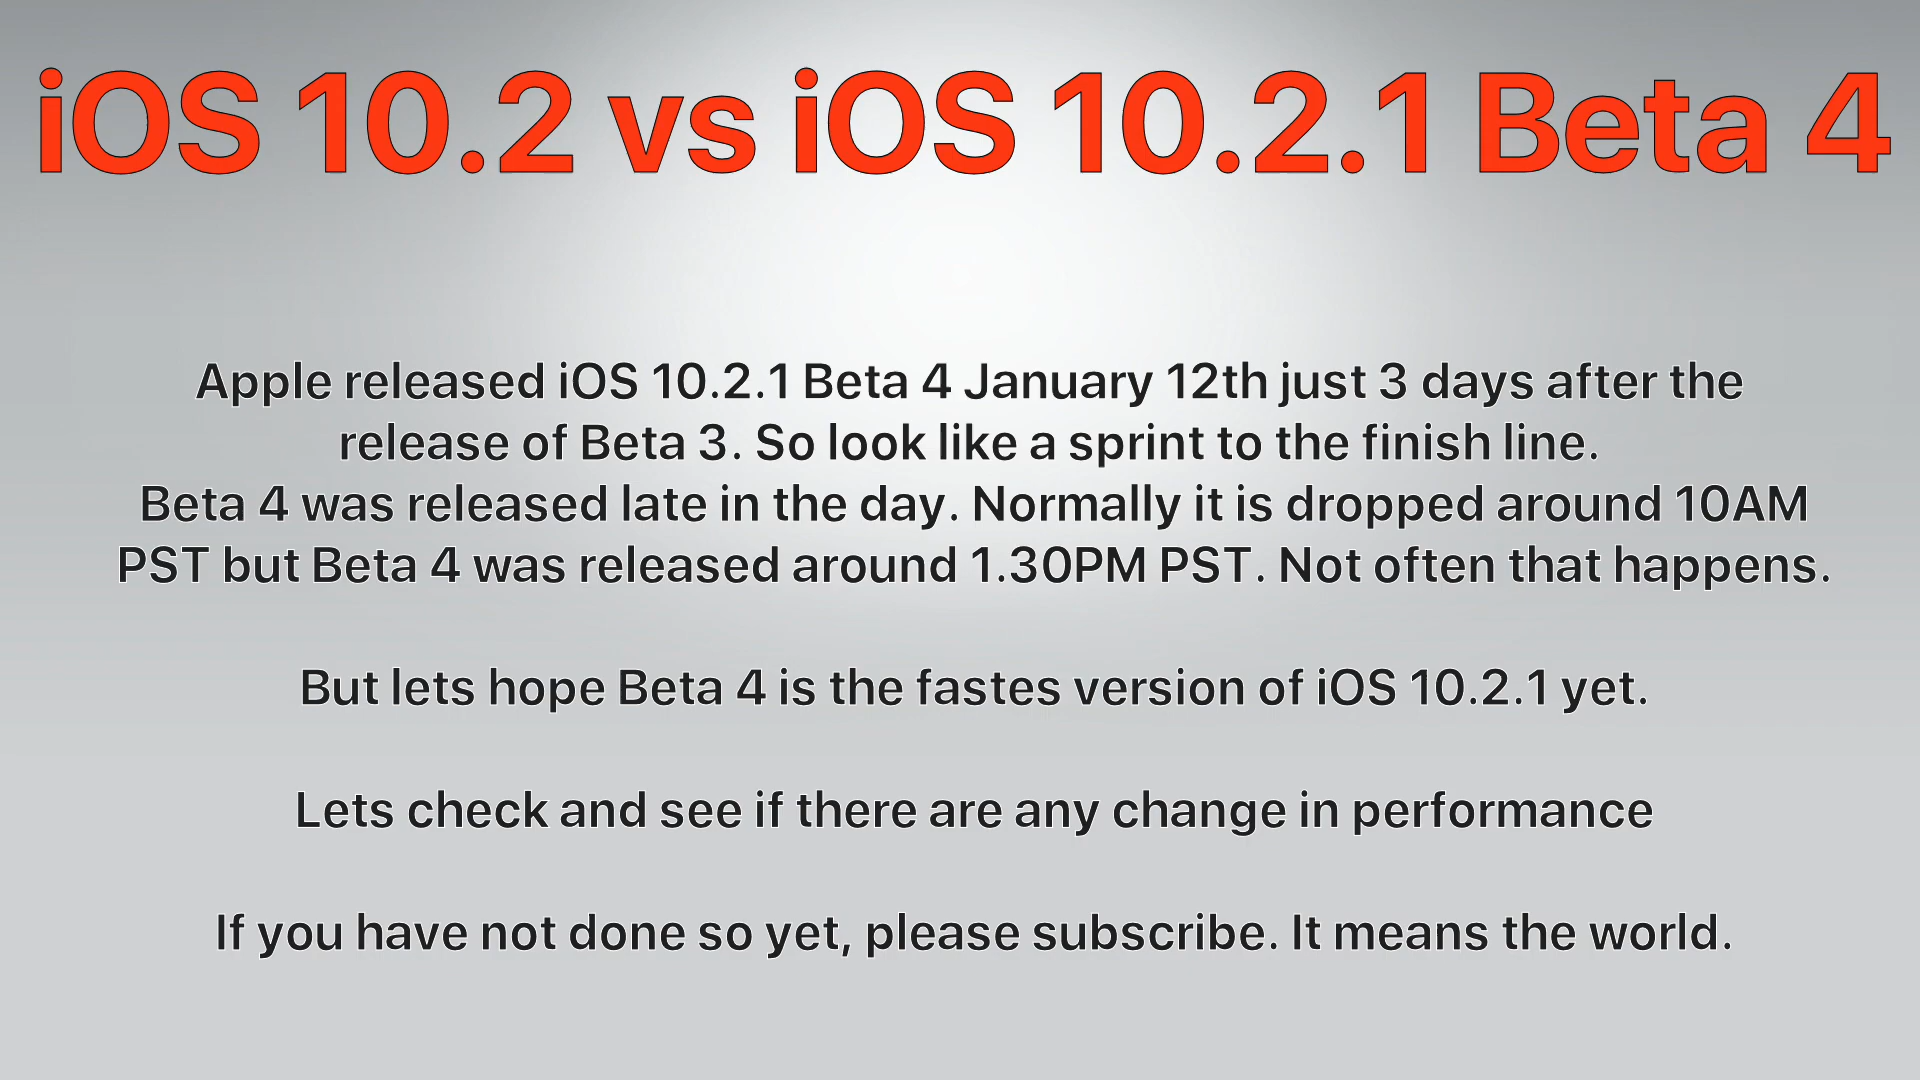 iOS 10.2 vs iOS 10.2.1 Beta 4
Apple released iOS 10.2.1 Beta 4 January 12th just 3 days after the
release of Beta 3. So look like a sprint to the finish line.
Beta 4 was released late in the day. Normally it is dropped around 10AM
PST but Beta 4 was released around 1.30PM PST. Not often that happens.
But lets hope Beta 4 is the fastes version of iOS 10.2.1 yet.
Lets check and see if there are any change in performance
If you have not done so yet, please subscribe. It means the world.